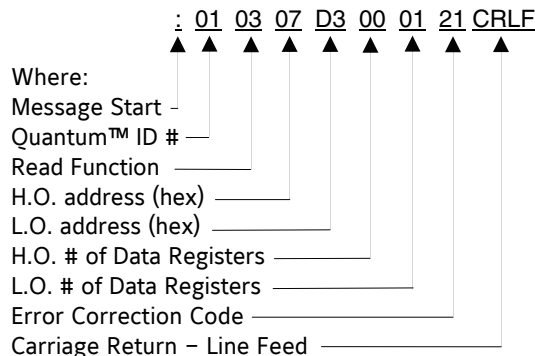 : 01 03 07 D3 00 01 21 CRLF
Where:
Message Start
Quantum™ ID #
Read Function
H.O. address (hex)
L.O. address (hex)
H.O. # of Data Registers
L.O. # of Data Registers
Error Correction Code
Carriage Return – Line Feed